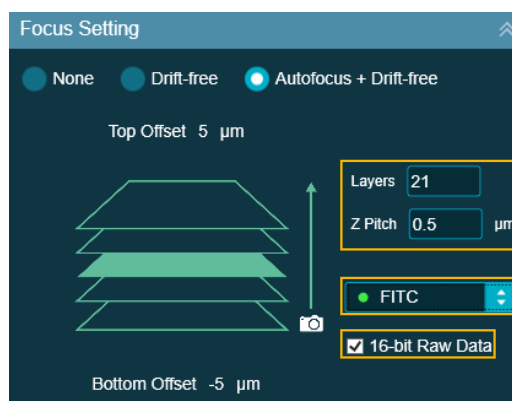 Focus Setting
None Drift-free Autofocus + Drift-free
Top Offset 5 µm
Layers 21
Z Pitch 0.5 µm
FITC
16-bit Raw Data
Bottom Offset -5 µm